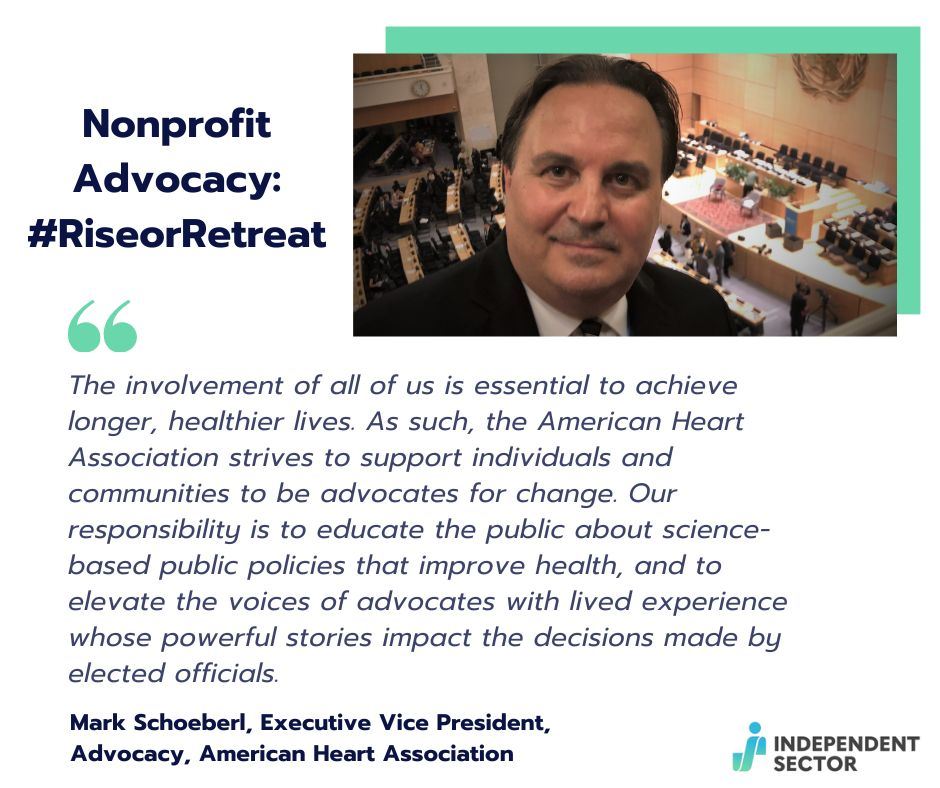 Nonprofit
Advocacy:
#RiseorRetreat
The involvement of all of us is essential to achieve
longer, healthier lives. As such, the American Heart
Association strives to support individuals and
communities to be advocates for change. Our
responsibility is to educate the public about science-
based public policies that improve health, and to
elevate the voices of advocates with lived experience
whose powerful stories impact the decisions made by
elected officials.
Mark Schoeberl, Executive Vice President,
Advocacy, American Heart Association
INDEPENDENT
SECTOR